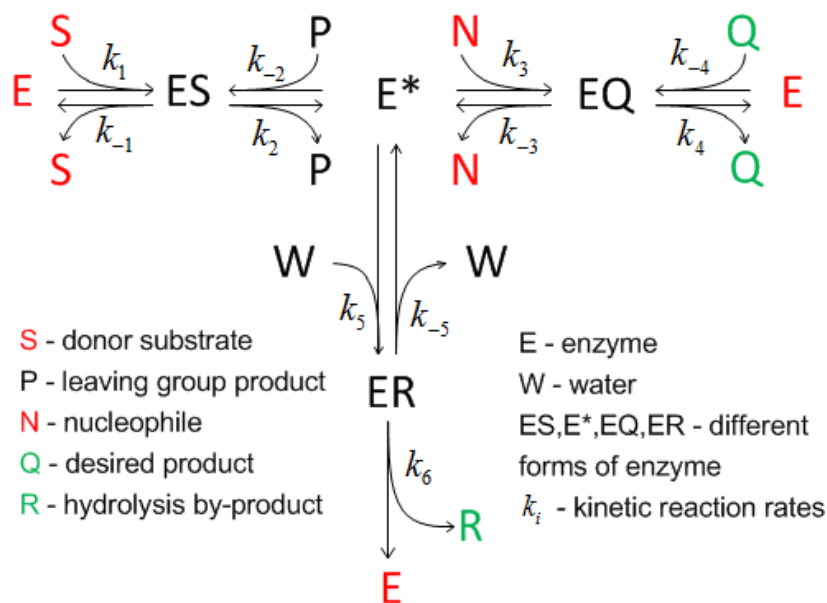 S k₁ P k₋₂ N k₃ Q k₋₄
E ES E* EQ E
S k₋₁ k₂ P N k₋₃ k₄ Q
W W
k₅ k₋₅
S - donor substrate
P - leaving group product
N - nucleophile
Q - desired product
R - hydrolysis by-product
ER
k₆
R
E
E - enzyme
W - water
ES,E*,EQ,ER - different
forms of enzyme
kᵢ - kinetic reaction rates